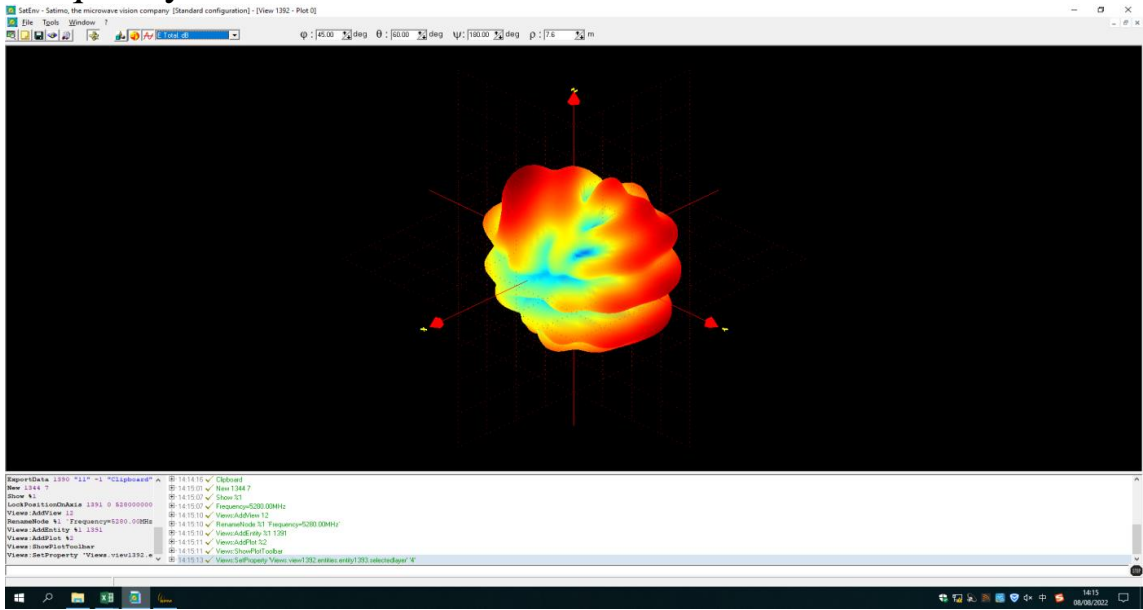 SatEnv - Satimo, the microwave vision company [Standard configuration] - [View 1392 - Plot 0]
File Tools Window ?
E Total, dB φ : 45.00 deg θ : 60.00 deg ψ : 180.00 deg ρ : 7.6 m
ExportData 1390 "11" -1 "Clipboard"
New 1344 7
Show %1
LockPositionOnAxis 1391 0 528000000
Views:AddView 12
RenameNode %1 'Frequency=5280.00MHz
Views:AddEntity %1 1391
Views:AddPlot %2
Views:ShowPlotToolbar
Views:SetProperty 'Views.view1392.e
14:14:16 Clipboard
14:15:01 New 1344 7
14:15:07 Show %1
14:15:07 Frequency=5280.00MHz
14:15:10 Views:AddView 12
14:15:10 RenameNode %1 'Frequency=5280.00MHz'
14:15:10 Views:AddEntity %1 1391
14:15:11 Views:AddPlot %2
14:15:11 Views:ShowPlotToolbar
14:15:13 Views:SetProperty 'Views.view1392.entities.entity1393.selectedlayer' '4'
中
14:15
08/08/2022